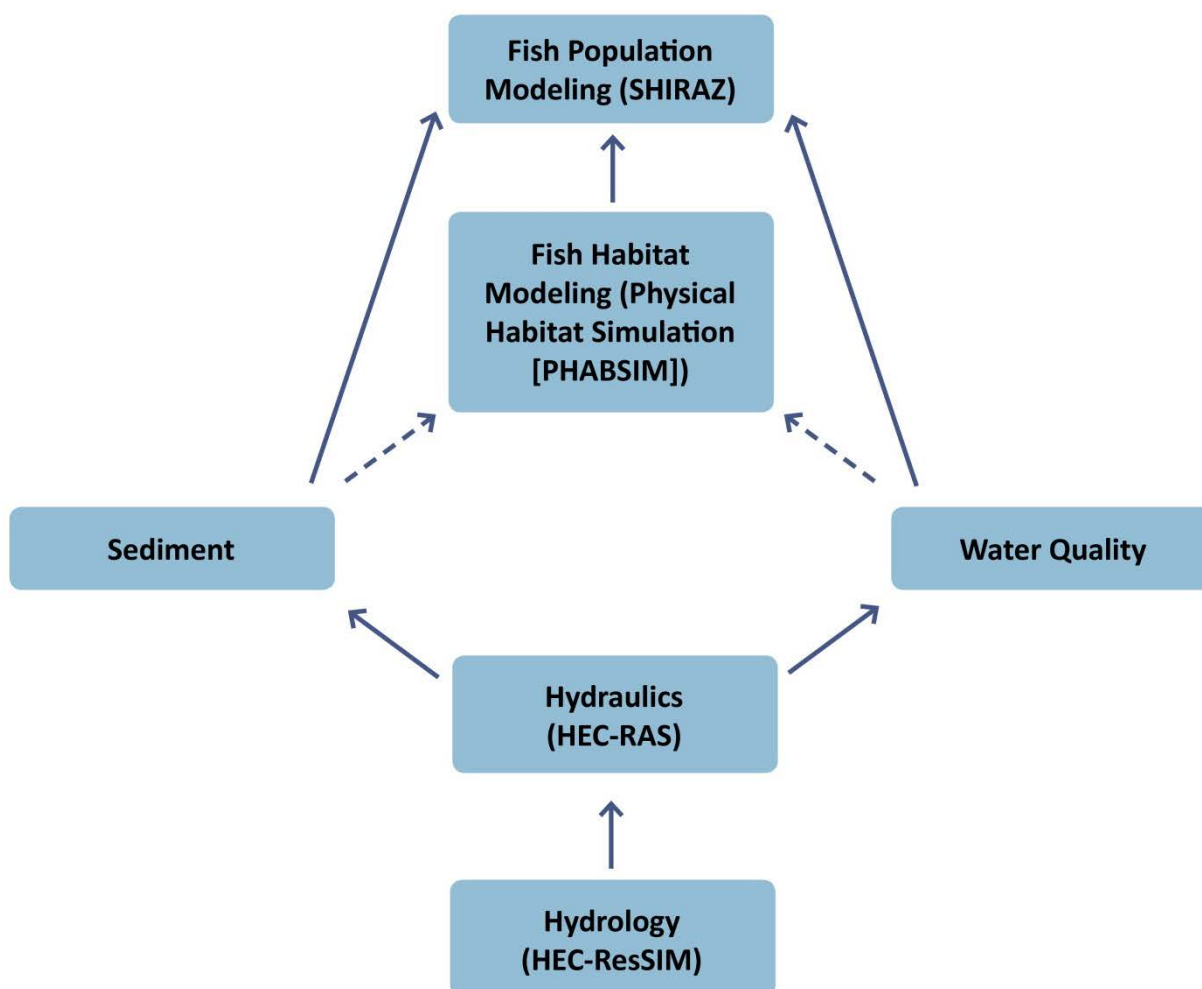 Fish Population
Modeling (SHIRAZ)
Fish Habitat
Modeling (Physical
Habitat Simulation
[PHABSIM])
Sediment
Water Quality
Hydraulics
(HEC-RAS)
Hydrology
(HEC-ResSIM)